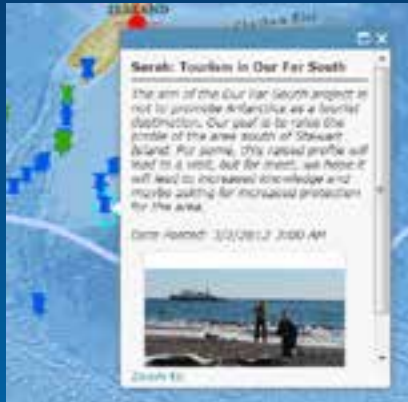 ZEALAND
Sarah: Tourism in Our Far South
The aim of the Our Far South project is
not to promote Antarctica as a tourist
destination. Our goal is to raise the
profile of the area south of Stewart
Island. For some, this raised profile will
lead to a visit, but for most, we hope it
will lead to increased knowledge and
maybe asking for increased protection
for the area.
Date Posted: 3/2/2012 3:00 AM
Zoom to